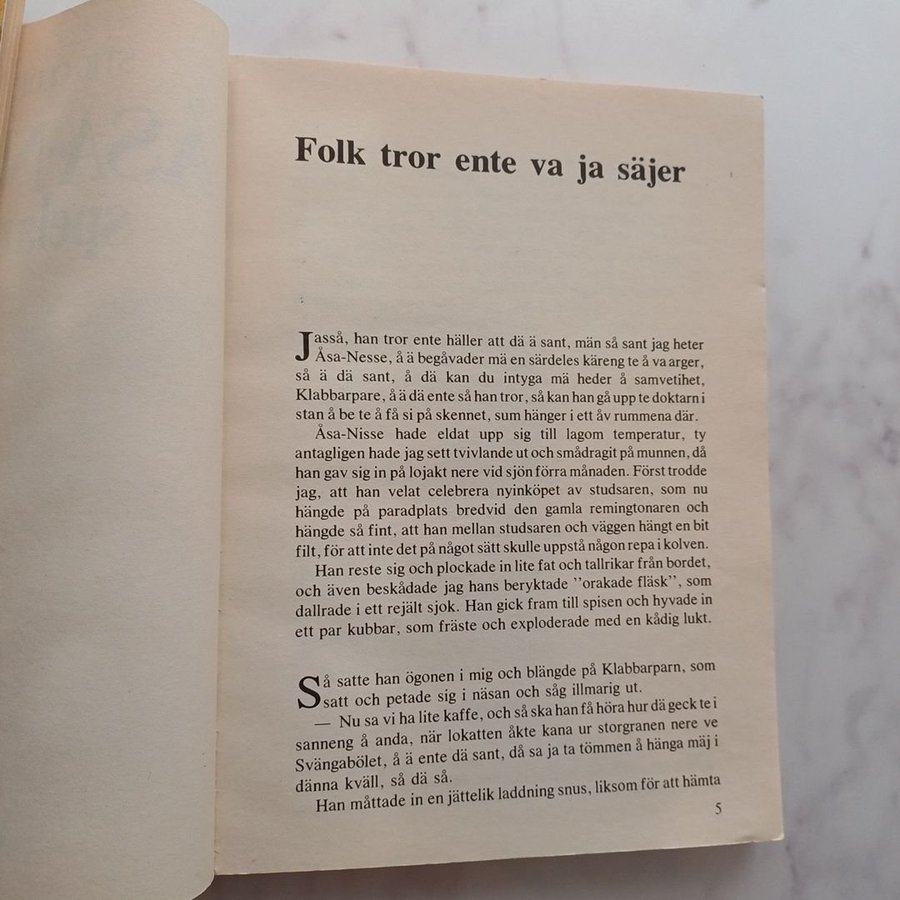 Folk tror ente va ja säjer
Jasså, han tror ente häller att dä ä sant, män så sant jag heter
Åsa-Nesse, å ä begåvader mä en särdeles käreng te å va arger,
så ä dä sant, å dä kan du intyga mä heder å samvetihet,
Klabbarpare, å ä dä ente så han tror, så kan han gå upp te doktarn i
stan å be te å få si på skennet, sum hänger i ett åv rummena där.
Åsa-Nisse hade eldat upp sig till lagom temperatur, ty
antagligen hade jag sett tvivlande ut och smådragit på munnen, då
han gav sig in på lojakt nere vid sjön förra månaden. Först trodde
jag, att han velat celebrera nyinköpet av studsaren, som nu
hängde på paradplats bredvid den gamla remingtonaren och
hängde så fint, att han mellan studsaren och väggen hängt en bit
filt, för att inte det på något sätt skulle uppstå någon repa i kolven.
Han reste sig och plockade in lite fat och tallrikar från bordet,
och även beskådade jag hans beryktade ”orakade fläsk”, som
dallrade i ett rejält sjok. Han gick fram till spisen och hyvade in
ett par kubbar, som fräste och exploderade med en kådig lukt.
Så satte han ögonen i mig och blängde på Klabbarparn, som
satt och petade sig i näsan och såg illmarig ut.
— Nu sa vi ha lite kaffe, och så ska han få höra hur dä geck te i
sanneng å anda, när lokatten åkte kana ur storgranen nere ve
Svängabölet, å ä ente dä sant, då sa ja ta tömmen å hänga mäj i
dänna kväll, så dä så.
Han måttade in en jättelik laddning snus, liksom för att hämta
5